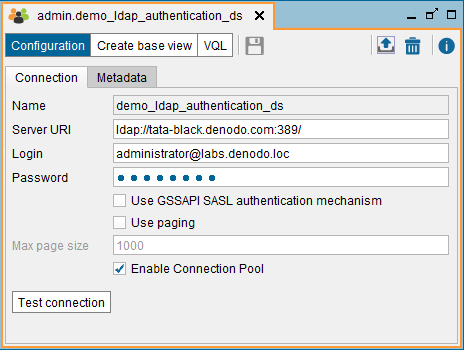 admin.demo_ldap_authentication_ds
Configuration Create base view VQL
Connection Metadata
Name demo_ldap_authentication_ds
Server URI ldap://tata-black.denodo.com:389/
Login administrator@labs.denodo.loc
Password
Use GSSAPI SASL authentication mechanism
Use paging
Max page size 1000
Enable Connection Pool
Test connection